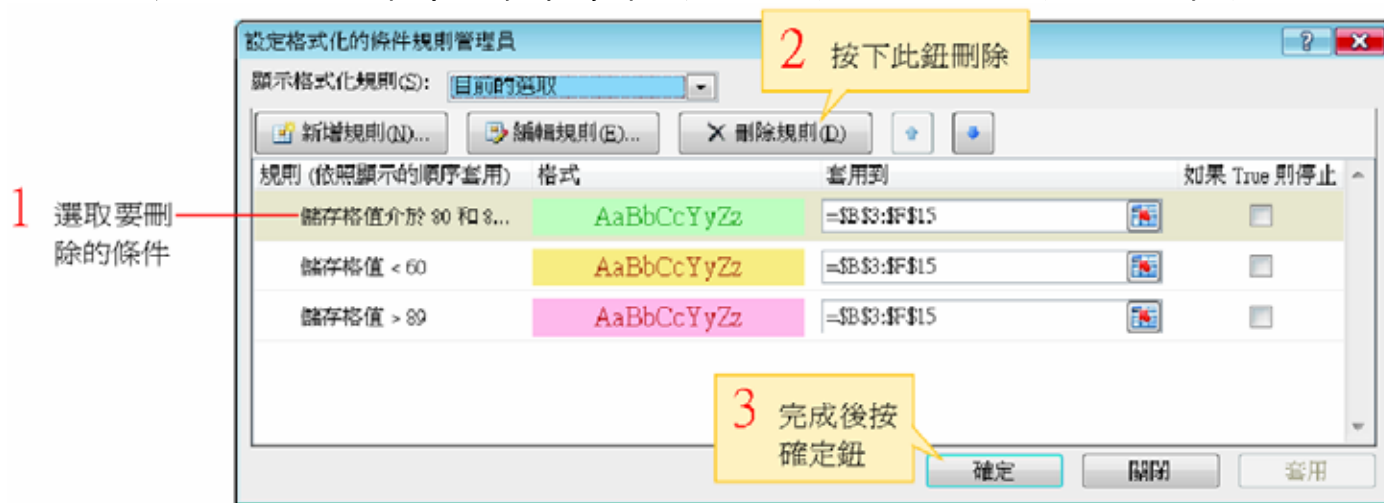 設定格式化的條件規則管理員
2 按下此鈕刪除
顯示格式化規則(S): 目前的選取
新增規則(N)... 編輯規則(E)... 刪除規則(D)
規則 (依照顯示的順序套用) 格式 套用到 如果 True 則停止
1 選取要刪
除的條件
儲存格值介於 80 和 8... AaBbCcYyZz =$B$3:$F$15
儲存格值 < 60 AaBbCcYyZz =$B$3:$F$15
儲存格值 > 89 AaBbCcYyZz =$B$3:$F$15
3 完成後按
確定鈕
確定 關閉 套用